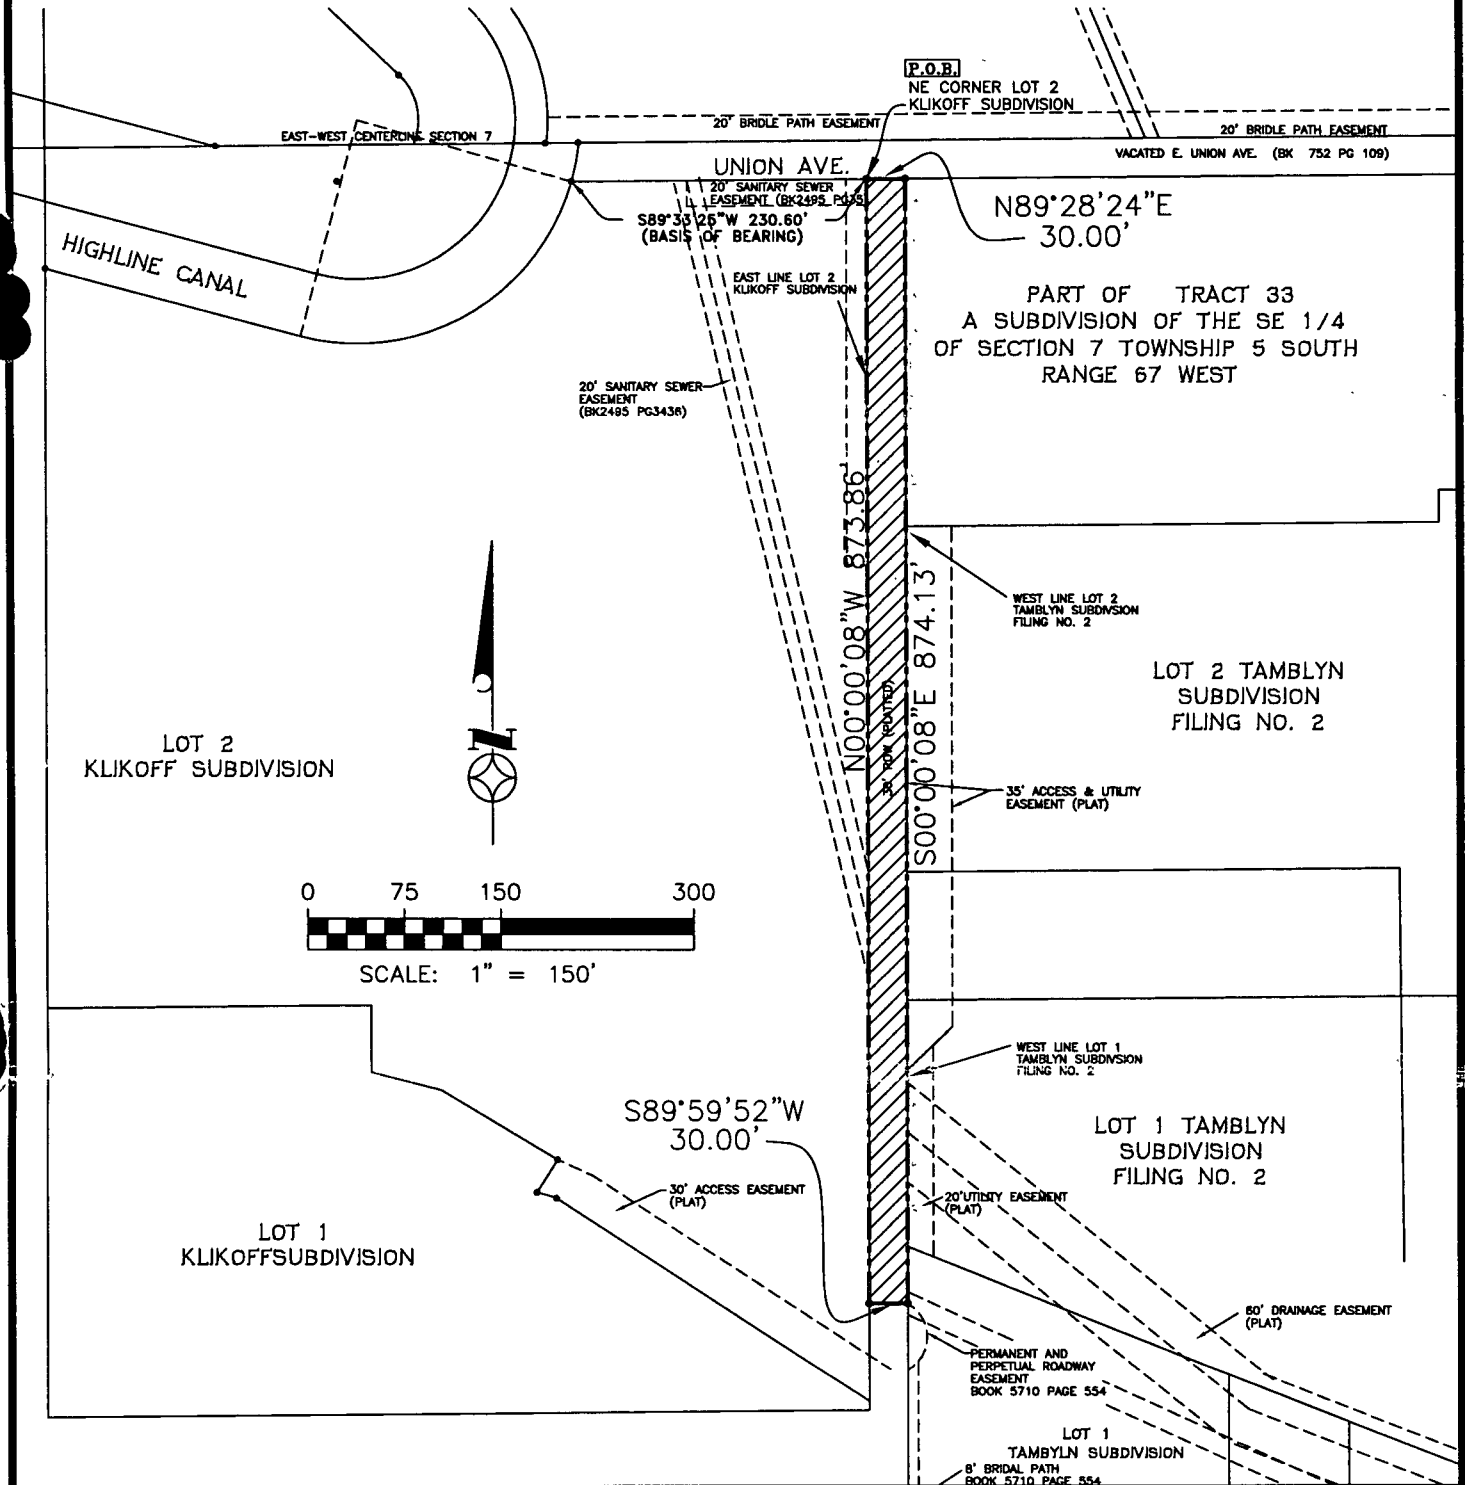 P.O.B.
NE CORNER LOT 2
KLIKOFF SUBDIVISION
20' BRIDLE PATH EASEMENT
20' BRIDLE PATH EASEMENT
EAST-WEST CENTERLINE SECTION 7
VACATED E. UNION AVE. (BK 752 PG 109)
UNION AVE.
20' SANITARY SEWER
EASEMENT (BK2495 PG35
S89°33'25"W 230.60'
(BASIS OF BEARING)
N89°28'24"E
30.00'
HIGHLINE CANAL
EAST LINE LOT 2
KLIKOFF SUBDIVISION
PART OF TRACT 33
A SUBDIVISION OF THE SE 1/4
OF SECTION 7 TOWNSHIP 5 SOUTH
RANGE 67 WEST
20' SANITARY SEWER
EASEMENT
(BK2495 PG3436)
N00°00'08"W 873.86'
30' ROW (PLATTED)
S00°00'08"E 874.13'
WEST LINE LOT 2
TAMBLYN SUBDIVSION
FILING NO. 2
LOT 2 TAMBLYN
SUBDIVISION
FILING NO. 2
N
LOT 2
KLIKOFF SUBDIVISION
35' ACCESS & UTILITY
EASEMENT (PLAT)
0 75 150 300
SCALE: 1" = 150'
WEST LINE LOT 1
TAMBLYN SUBDIVSION
FILING NO. 2
S89°59'52"W
30.00'
LOT 1 TAMBLYN
SUBDIVISION
FILING NO. 2
30' ACCESS EASEMENT
(PLAT)
20'UTILITY EASEMENT
(PLAT)
LOT 1
KLIKOFFSUBDIVISION
60' DRAINAGE EASEMENT
(PLAT)
PERMANENT AND
PERPETUAL ROADWAY
EASEMENT
BOOK 5710 PAGE 554
LOT 1
TAMBYLN SUBDIVISION
8' BRIDAL PATH
BOOK 5710 PAGE 554